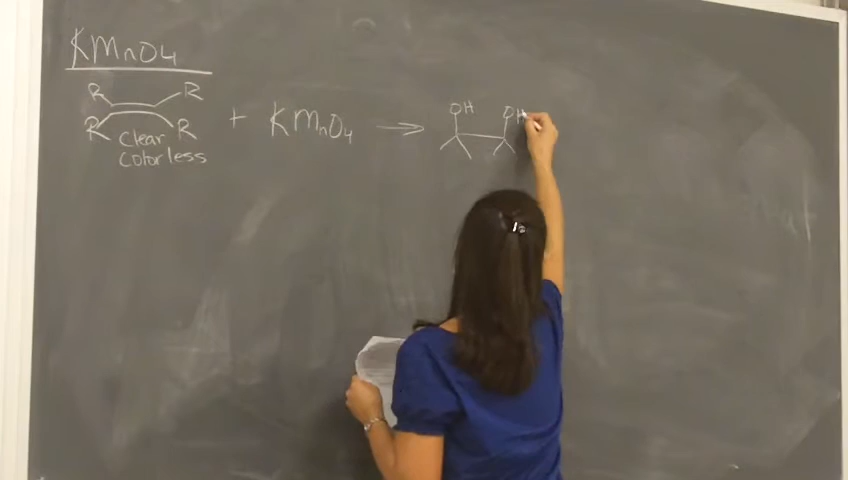 KMnO4
R R
R R + KMnO4 → OH OH
Clear
Colorless